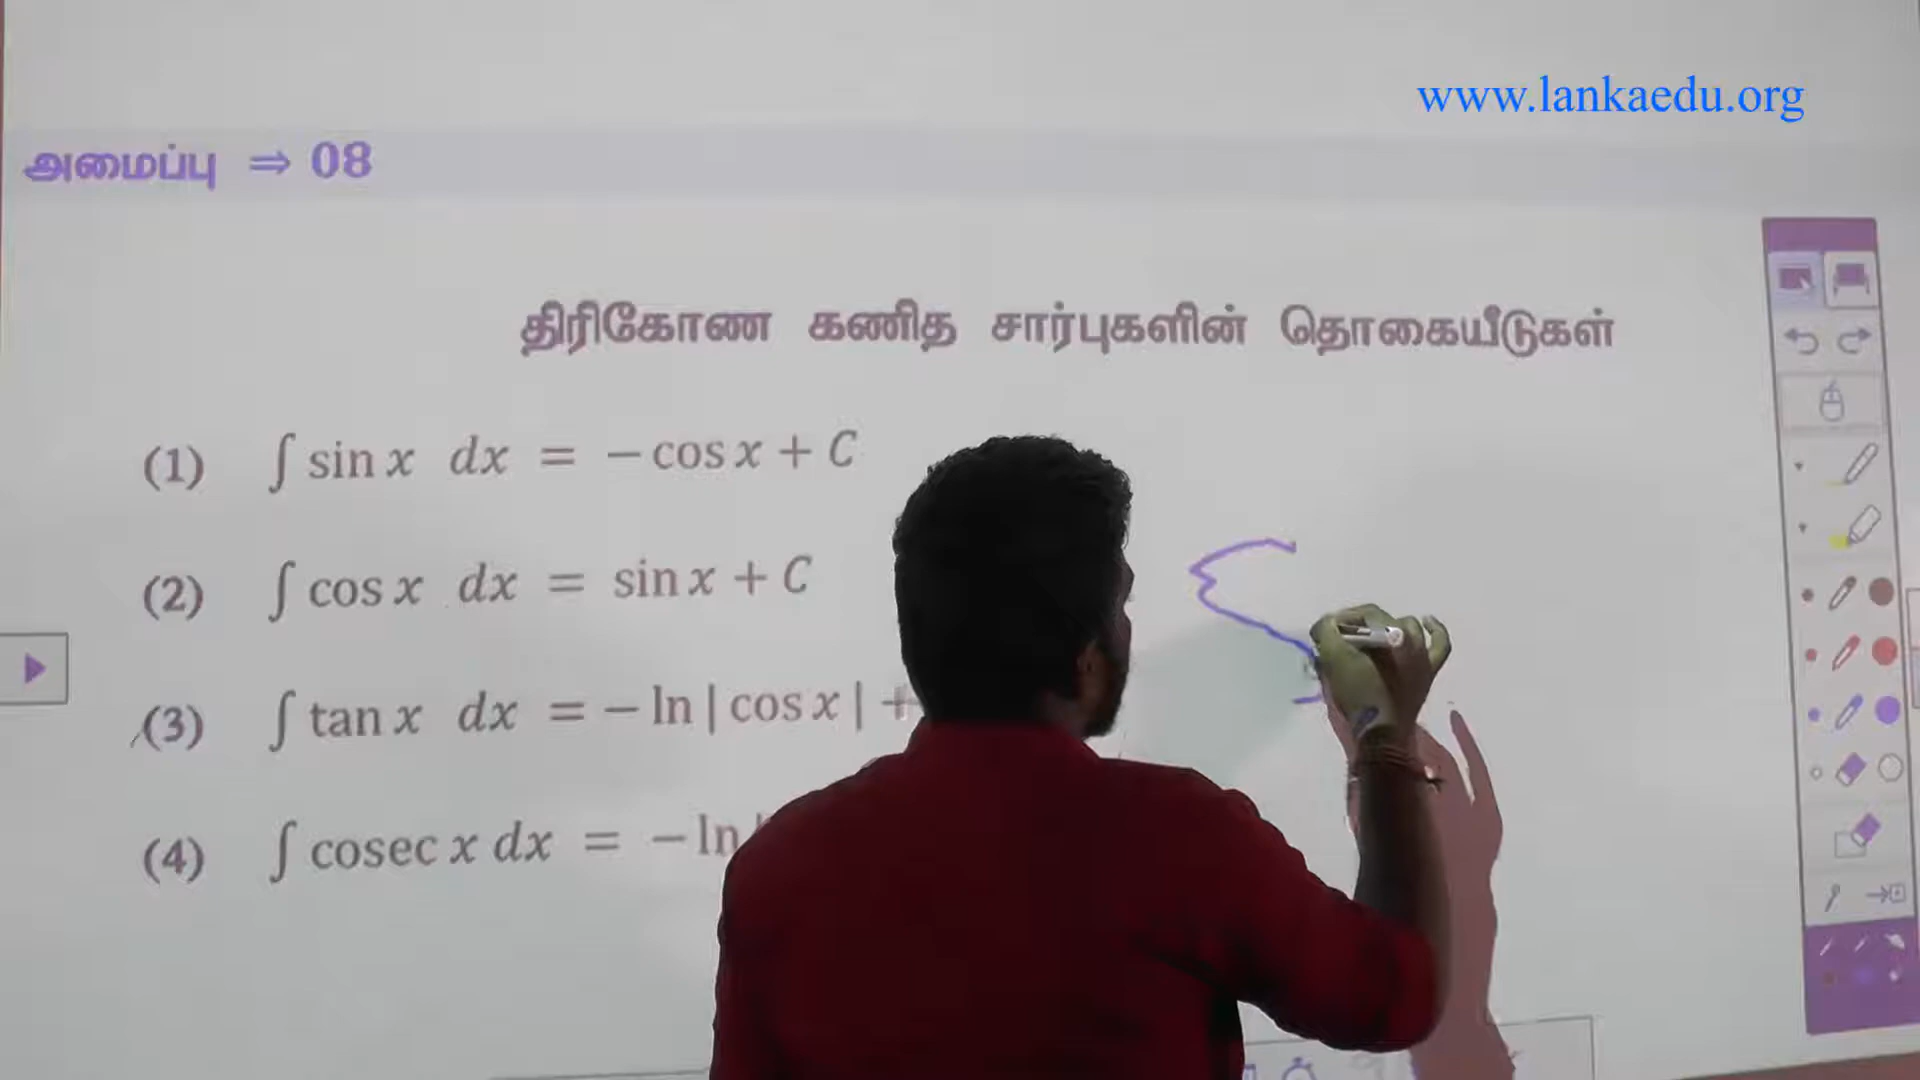 www.lankaedu.org
அமைப்பு ⇒ 08
திரிகோண கணித சார்புகளின் தொகையீடுகள்
(1) ∫ sin x dx = − cos x + C
(2) ∫ cos x dx = sin x + C
(3) ∫ tan x dx = − ln | cos x | +
(4) ∫ cosec x dx = − ln